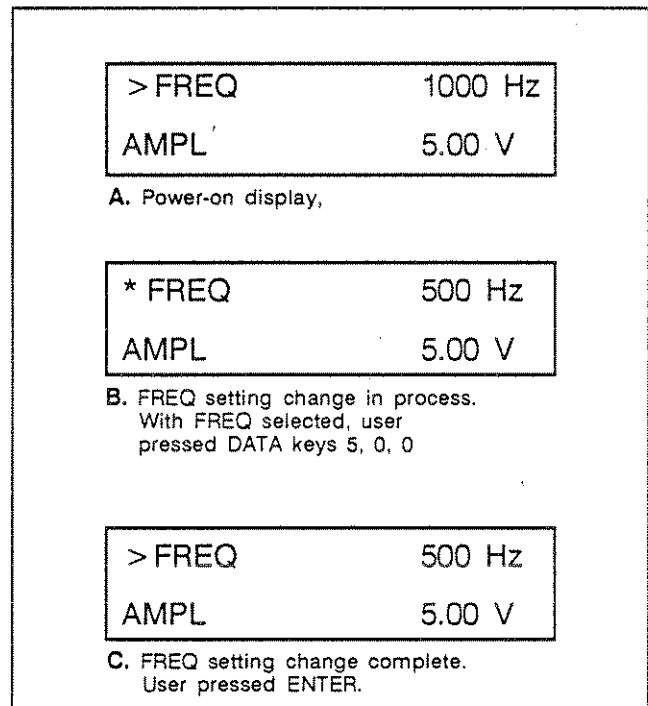 >FREQ 1000 Hz
AMPL 5.00 V
A. Power-on display,
* FREQ 500 Hz
AMPL 5.00 V
B. FREQ setting change in process.
With FREQ selected, user
pressed DATA keys 5, 0, 0
>FREQ 500 Hz
AMPL 5.00 V
C. FREQ setting change complete.
User pressed ENTER.